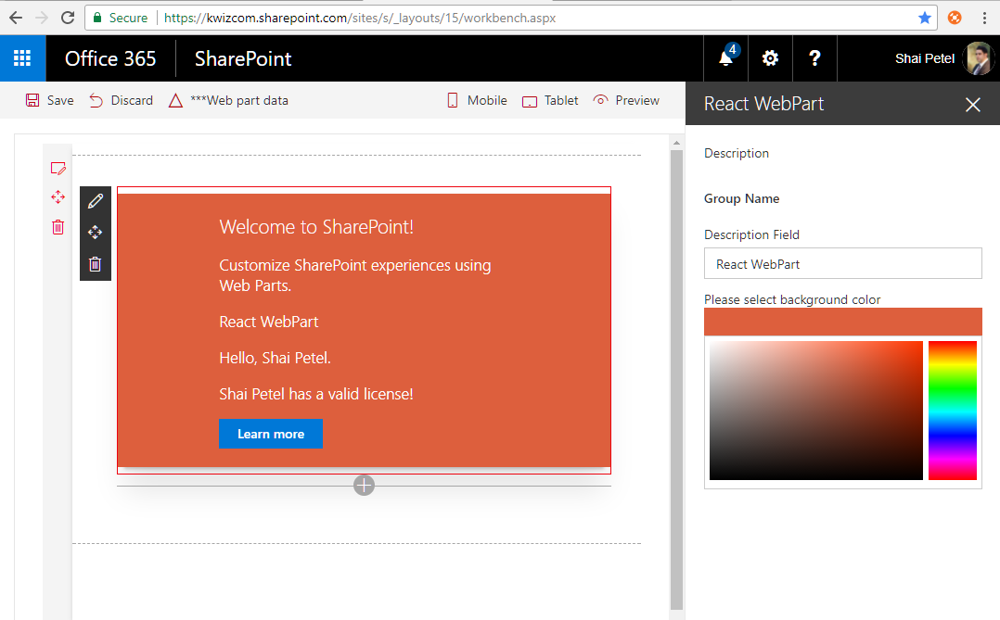 Secure https://kwizcom.sharepoint.com/sites/s/_layouts/15/workbench.aspx
Office 365 SharePoint 4 ? Shai Petel
Save Discard ***Web part data Mobile Tablet Preview
React WebPart
Welcome to SharePoint!
Customize SharePoint experiences using
Web Parts.
React WebPart
Hello, Shai Petel.
Shai Petel has a valid license!
Learn more
Description
Group Name
Description Field
React WebPart
Please select background color